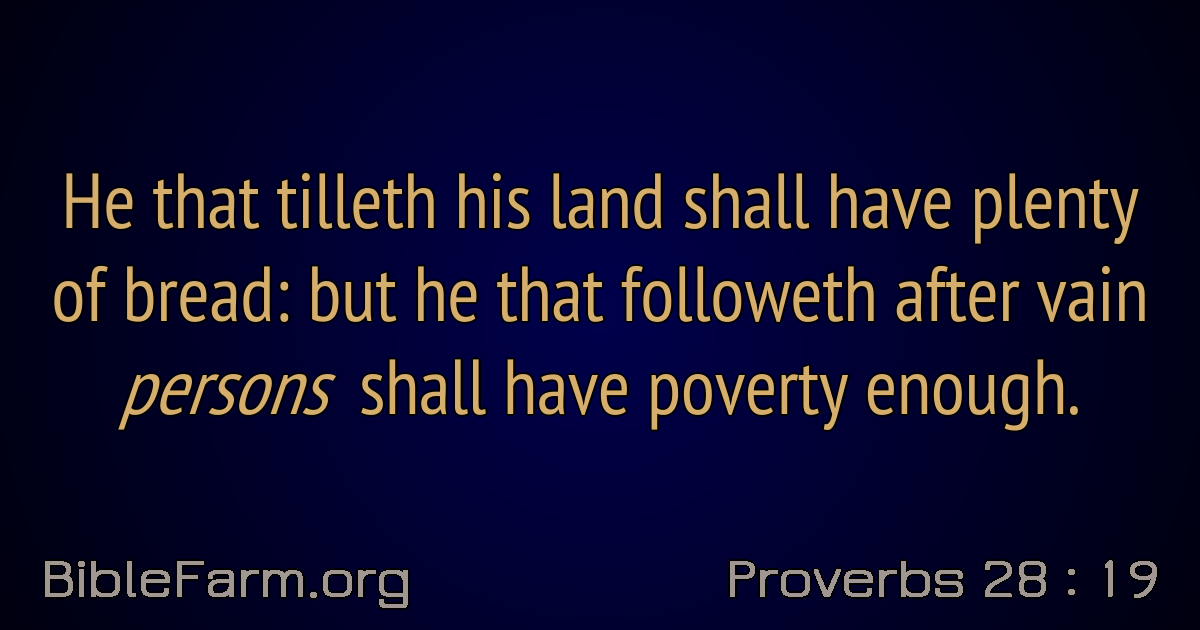 He that tilleth his land shall have plenty
of bread: but he that followeth after vain
persons shall have poverty enough.
BibleFarm.org
Proverbs 28 : 19